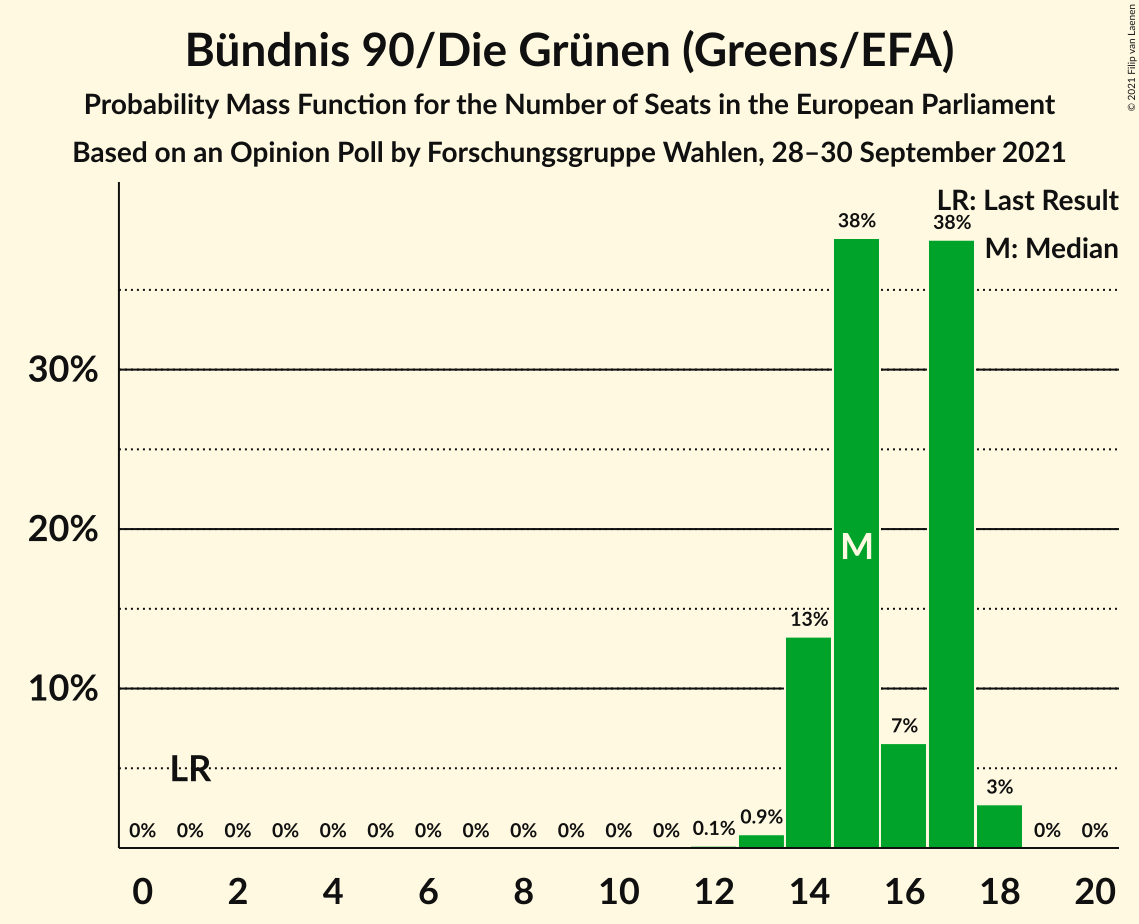 Bündnis 90/Die Grünen (Greens/EFA)
Probability Mass Function for the Number of Seats in the European Parliament
Based on an Opinion Poll by Forschungsgruppe Wahlen, 28–30 September 2021
© 2021 Filip van Laenen
LR: Last Result
M: Median
38% 38%
30%
20%
M
13%
10%
7%
LR
3%
0% 0% 0% 0% 0% 0% 0% 0% 0% 0% 0% 0% 0.1% 0.9% 0% 0%
0 2 4 6 8 10 12 14 16 18 20